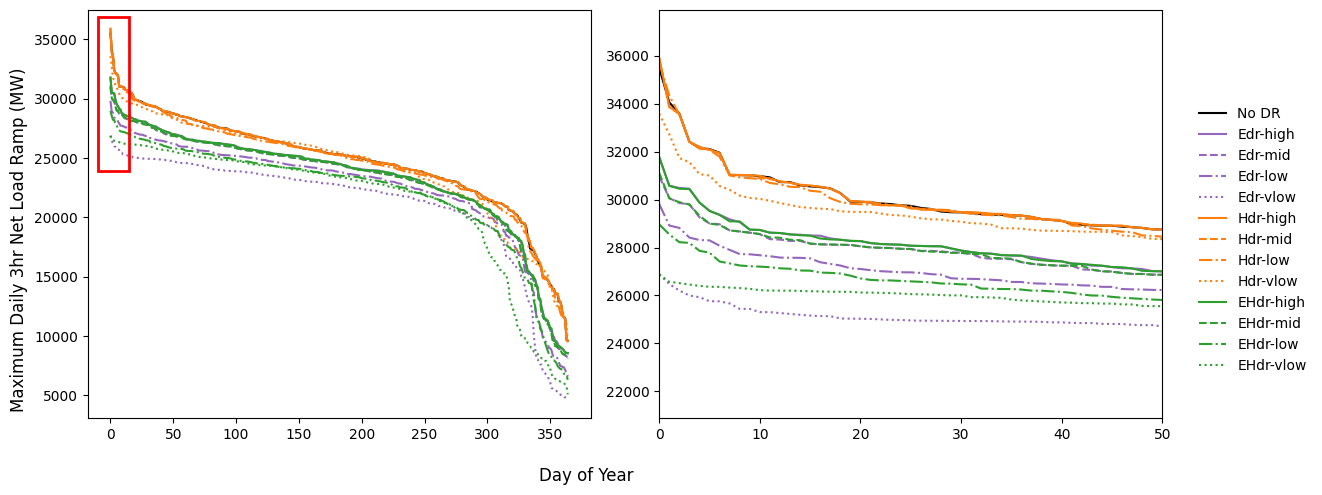 Maximum Daily 3hr Net Load Ramp (MW)
35000
30000
25000
20000
15000
10000
5000
0 50 100 150 200 250 300 350
36000
34000
32000
30000
28000
26000
24000
22000
0 10 20 30 40 50
Day of Year
No DR
Edr-high
Edr-mid
Edr-low
Edr-vlow
Hdr-high
Hdr-mid
Hdr-low
Hdr-vlow
EHdr-high
EHdr-mid
EHdr-low
EHdr-vlow